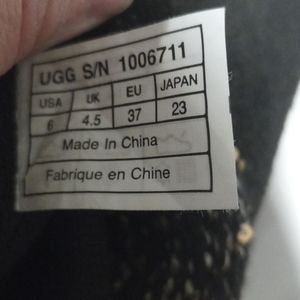 UGG S/N 1006711
USA UK EU JAPAN
6 4.5 37 23
Made In China
Fabrique en Chine